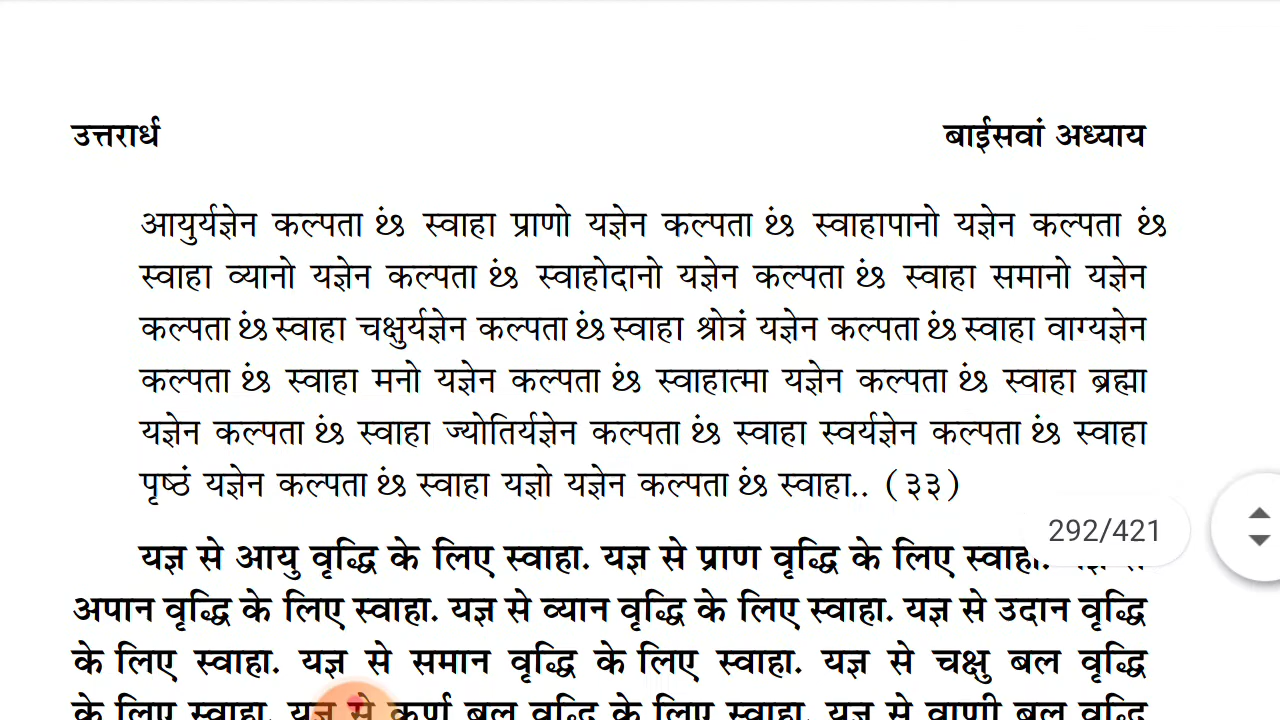 उत्तरार्ध बाईसवां अध्याय
आयुर्यज्ञेन कल्पता ꣳ स्वाहा प्राणो यज्ञेन कल्पता ꣳ स्वाहापानो यज्ञेन कल्पता ꣳ
स्वाहा व्यानो यज्ञेन कल्पता ꣳ स्वाहोदानो यज्ञेन कल्पता ꣳ स्वाहा समानो यज्ञेन
कल्पता ꣳ स्वाहा चक्षुर्यज्ञेन कल्पता ꣳ स्वाहा श्रोत्रं यज्ञेन कल्पता ꣳ स्वाहा वाग्यज्ञेन
कल्पता ꣳ स्वाहा मनो यज्ञेन कल्पता ꣳ स्वाहात्मा यज्ञेन कल्पता ꣳ स्वाहा ब्रह्मा
यज्ञेन कल्पता ꣳ स्वाहा ज्योतिर्यज्ञेन कल्पता ꣳ स्वाहा स्वर्यज्ञेन कल्पता ꣳ स्वाहा
पृष्ठं यज्ञेन कल्पता ꣳ स्वाहा यज्ञो यज्ञेन कल्पता ꣳ स्वाहा.. (३३)
292/421
यज्ञ से आयु वृद्धि के लिए स्वाहा. यज्ञ से प्राण वृद्धि के लिए स्वाहा.
अपान वृद्धि के लिए स्वाहा. यज्ञ से व्यान वृद्धि के लिए स्वाहा. यज्ञ से उदान वृद्धि
के लिए स्वाहा. यज्ञ से समान वृद्धि के लिए स्वाहा. यज्ञ से चक्षु बल वृद्धि
के लिए स्वाहा. यज्ञ से कर्ण बल वृद्धि के लिए स्वाहा. यज्ञ से वाणी बल वृद्धि